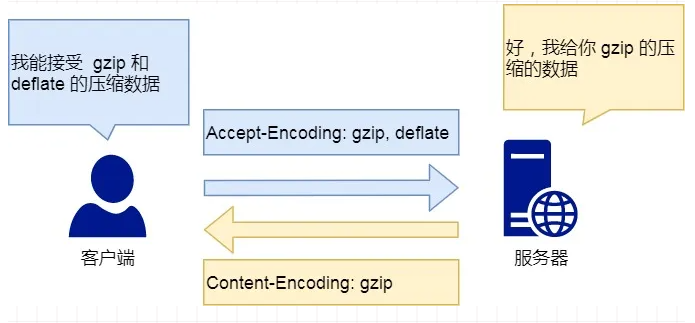 我能接受 gzip 和
deflate 的压缩数据
好，我给你 gzip 的压
缩的数据
Accept-Encoding: gzip, deflate
客户端
服务器
Content-Encoding: gzip